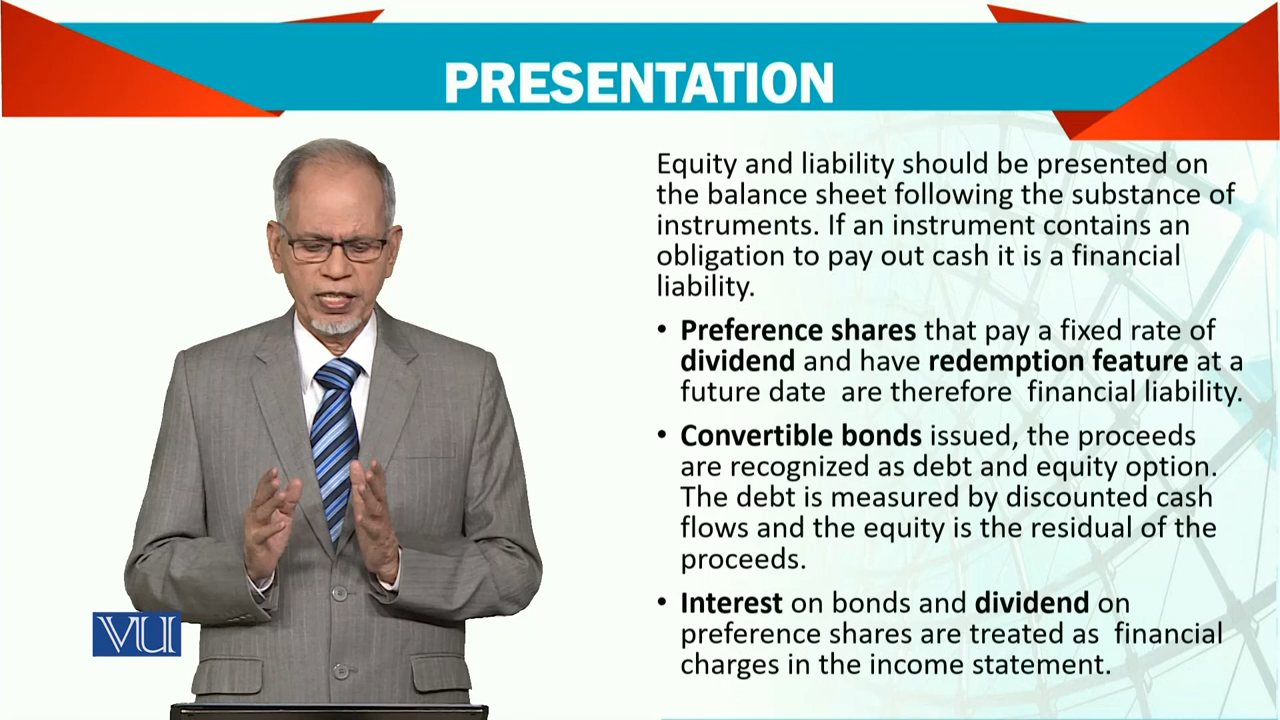 PRESENTATION
Equity and liability should be presented on
the balance sheet following the substance of
instruments. If an instrument contains an
obligation to pay out cash it is a financial
liability.
• Preference shares that pay a fixed rate of
dividend and have redemption feature at a
future date are therefore financial liability.
• Convertible bonds issued, the proceeds
are recognized as debt and equity option.
The debt is measured by discounted cash
flows and the equity is the residual of the
proceeds.
• Interest on bonds and dividend on
preference shares are treated as financial
charges in the income statement.
VU